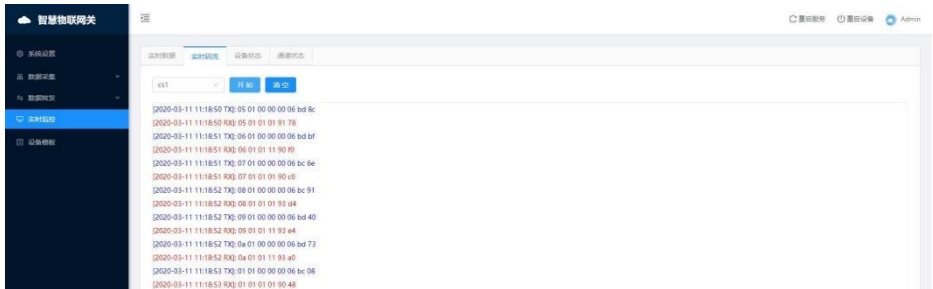 智慧物联网关
重启服务 重启设备 Admin
系统设置
数据采集
数据转发
实时监控
设备模板
实时数据 实时码流 设备状态 通道状态
cs1 开始 清空
[2020-03-11 11:18:50 TX]: 05 01 00 00 00 06 bd 8c
[2020-03-11 11:18:50 RX]: 05 01 01 01 91 78
[2020-03-11 11:18:51 TX]: 06 01 00 00 00 06 bd bf
[2020-03-11 11:18:51 RX]: 06 01 01 11 90 f0
[2020-03-11 11:18:51 TX]: 07 01 00 00 00 06 bc 6e
[2020-03-11 11:18:51 RX]: 07 01 01 01 90 c0
[2020-03-11 11:18:52 TX]: 08 01 00 00 00 06 bc 91
[2020-03-11 11:18:52 RX]: 08 01 01 01 93 d4
[2020-03-11 11:18:52 TX]: 09 01 00 00 00 06 bd 40
[2020-03-11 11:18:52 RX]: 09 01 01 11 93 e4
[2020-03-11 11:18:52 TX]: 0a 01 00 00 00 06 bd 73
[2020-03-11 11:18:52 RX]: 0a 01 01 11 93 a0
[2020-03-11 11:18:53 TX]: 01 01 00 00 00 06 bc 08
[2020-03-11 11:18:53 RX]: 01 01 01 01 90 48